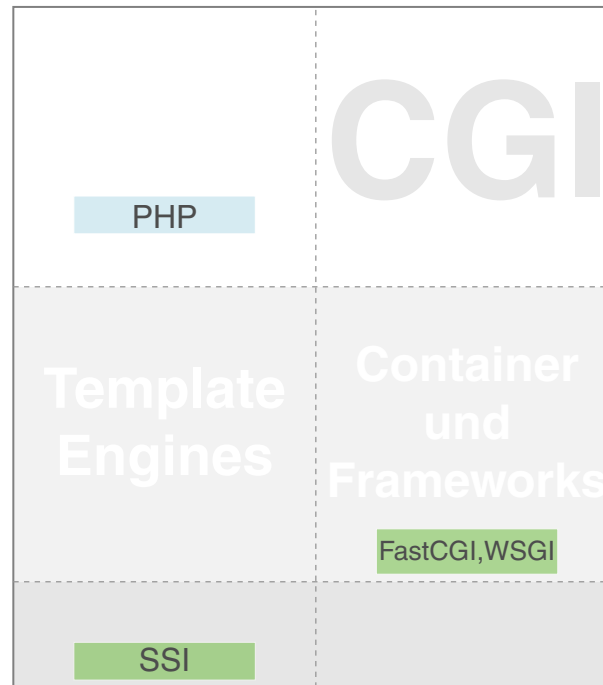 CGI
PHP
Template
Engines
Container
und
Frameworks
FastCGI,WSGI
SSI